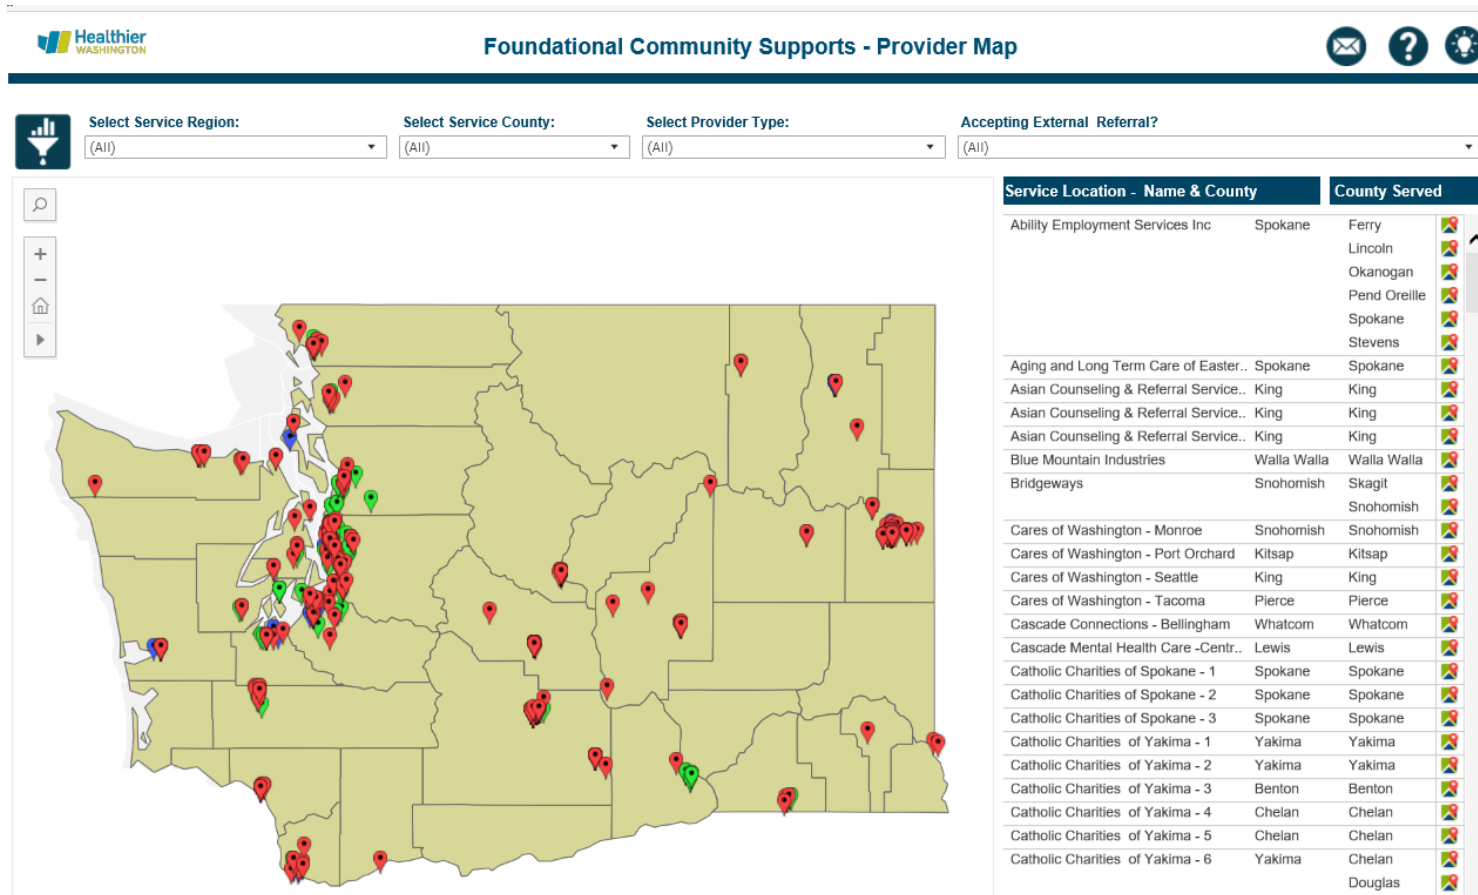 Healthier
WASHINGTON
Foundational Community Supports - Provider Map
?
Select Service Region:
Select Service County:
Select Provider Type:
Accepting External Referral?
(All)
(All)
(All)
(All)
Service Location - Name & County
County Served
Ability Employment Services Inc Spokane Ferry
Lincoln
Okanogan
Pend Oreille
Spokane
Stevens
Aging and Long Term Care of Easter.. Spokane Spokane
Asian Counseling & Referral Service.. King King
Asian Counseling & Referral Service.. King King
Asian Counseling & Referral Service.. King King
Blue Mountain Industries Walla Walla Walla Walla
Bridgeways Snohomish Skagit
Snohomish
Cares of Washington - Monroe Snohomish Snohomish
Cares of Washington - Port Orchard Kitsap Kitsap
Cares of Washington - Seattle King King
Cares of Washington - Tacoma Pierce Pierce
Cascade Connections - Bellingham Whatcom Whatcom
Cascade Mental Health Care -Centr.. Lewis Lewis
Catholic Charities of Spokane - 1 Spokane Spokane
Catholic Charities of Spokane - 2 Spokane Spokane
Catholic Charities of Spokane - 3 Spokane Spokane
Catholic Charities of Yakima - 1 Yakima Yakima
Catholic Charities of Yakima - 2 Yakima Yakima
Catholic Charities of Yakima - 3 Benton Benton
Catholic Charities of Yakima - 4 Chelan Chelan
Catholic Charities of Yakima - 5 Chelan Chelan
Catholic Charities of Yakima - 6 Yakima Chelan
Douglas